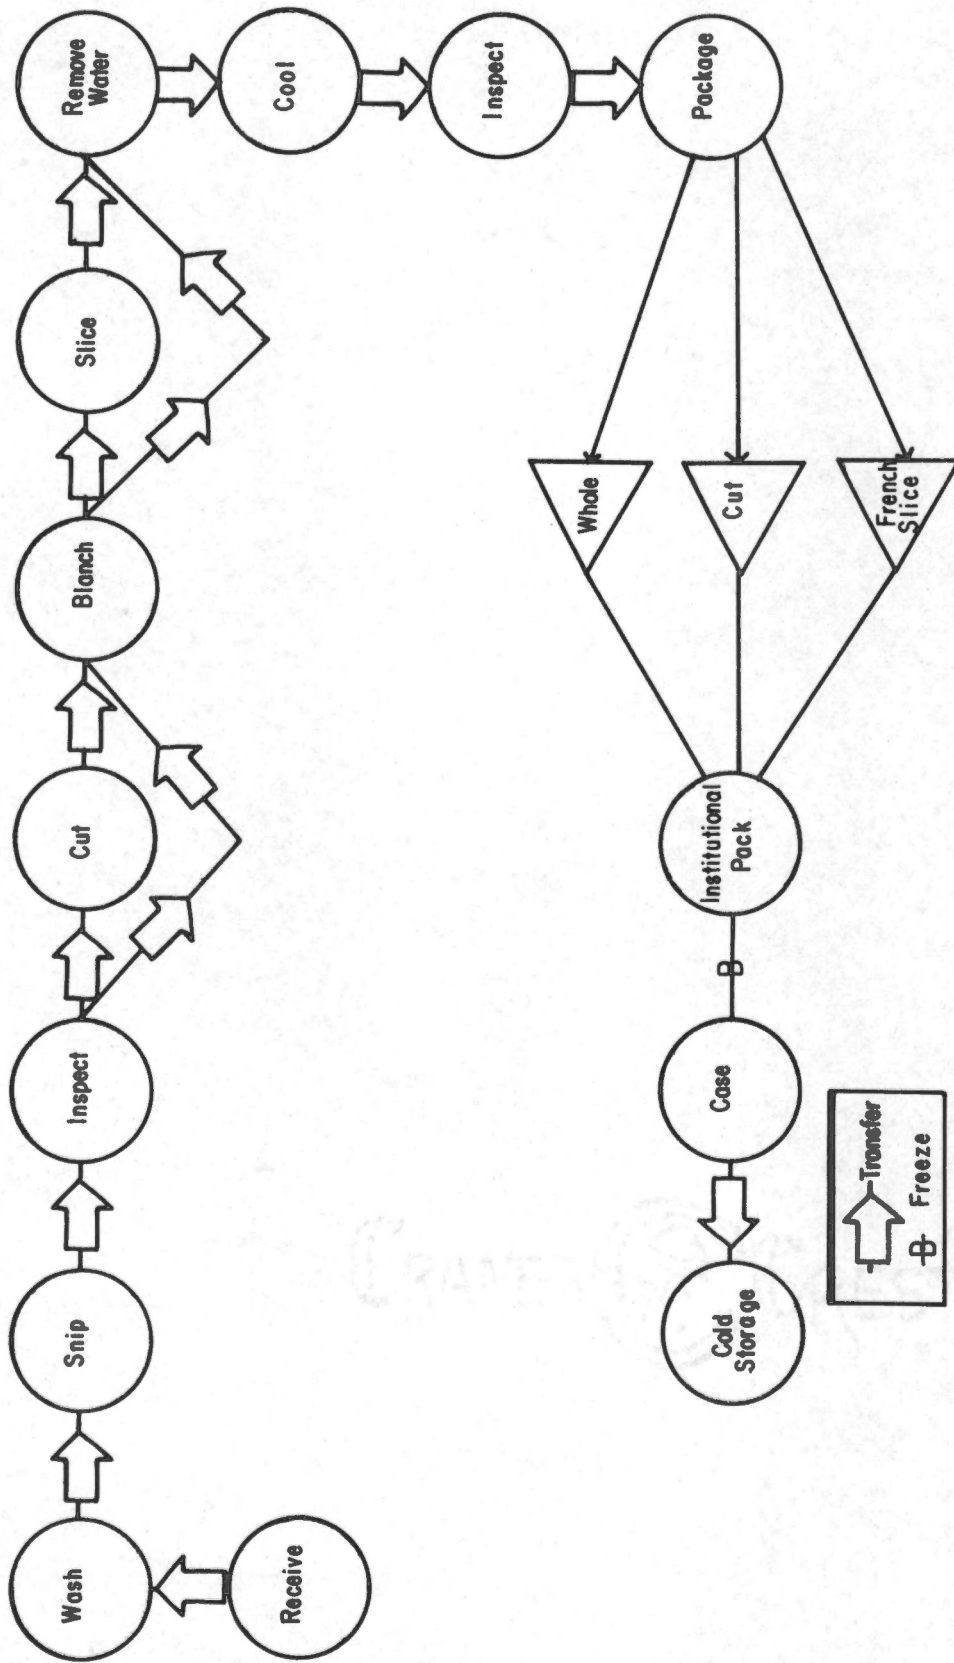 Receive
Wash
Snip
Inspect
Cut
Blanch
Slice
Remove
Water
Cool
Inspect
Package
Whole
Cut
French
Slice
Institutional
Pack
B
Case
Cold
Storage
Transfer
B Freeze